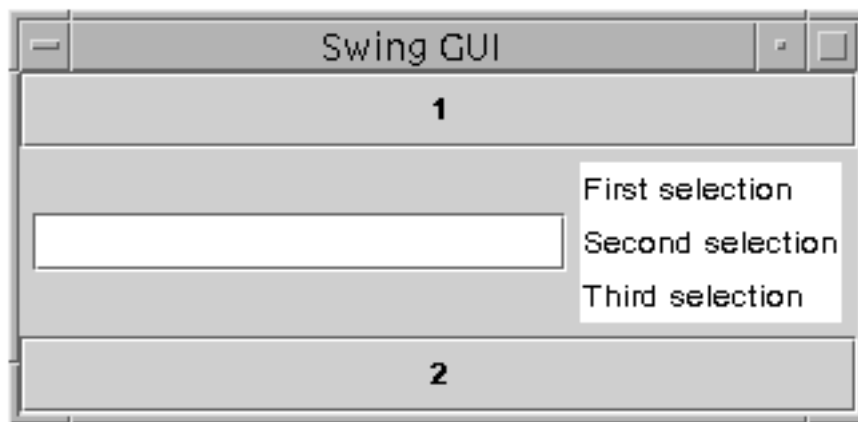 Swing GUI
1
First selection
Second selection
Third selection
2